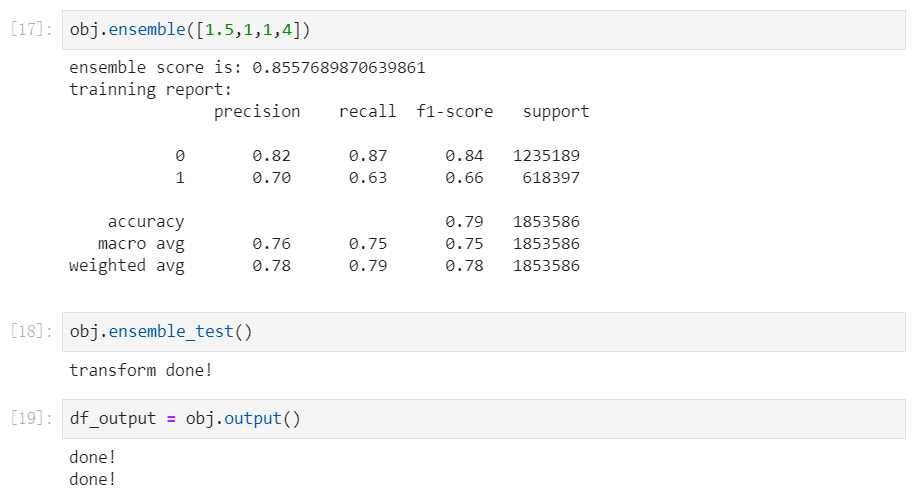 [17]: obj.ensemble([1.5,1,1,4])
ensemble score is: 0.8557689870639861
trainning report:
precision recall f1-score support
0 0.82 0.87 0.84 1235189
1 0.70 0.63 0.66 618397
accuracy 0.79 1853586
macro avg 0.76 0.75 0.75 1853586
weighted avg 0.78 0.79 0.78 1853586
[18]: obj.ensemble_test()
transform done!
[19]: df_output = obj.output()
done!
done!